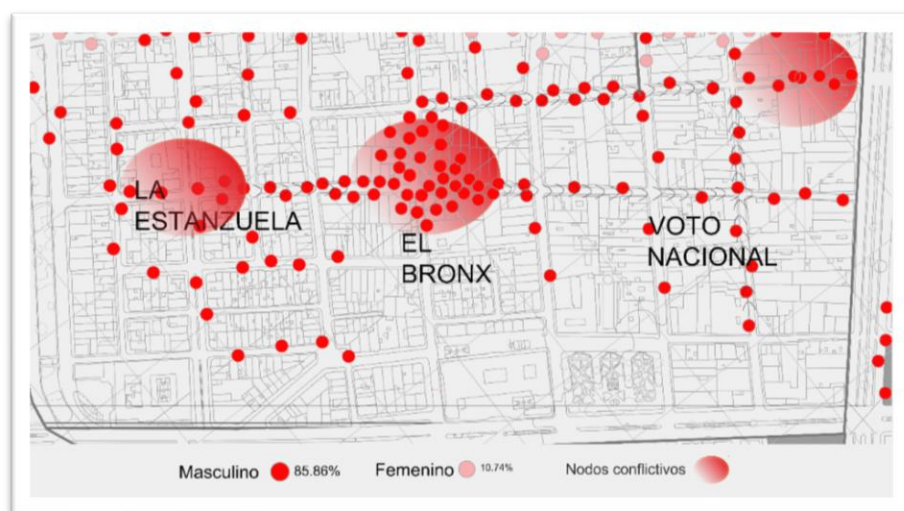 LA
ESTANZUELA
EL
BRONX
VOTO
NACIONAL
Masculino 85.86% Femenino 10.74% Nodos conflictivos